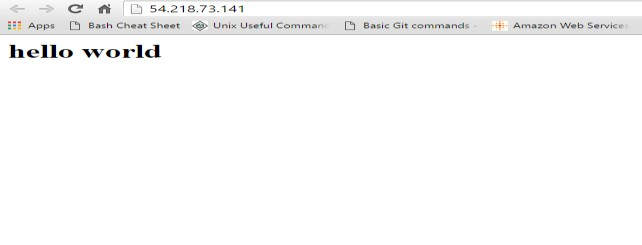 54.218.73.141
Apps Bash Cheat Sheet Unix Useful Comman Basic Git commands - Amazon Web Service
hello world